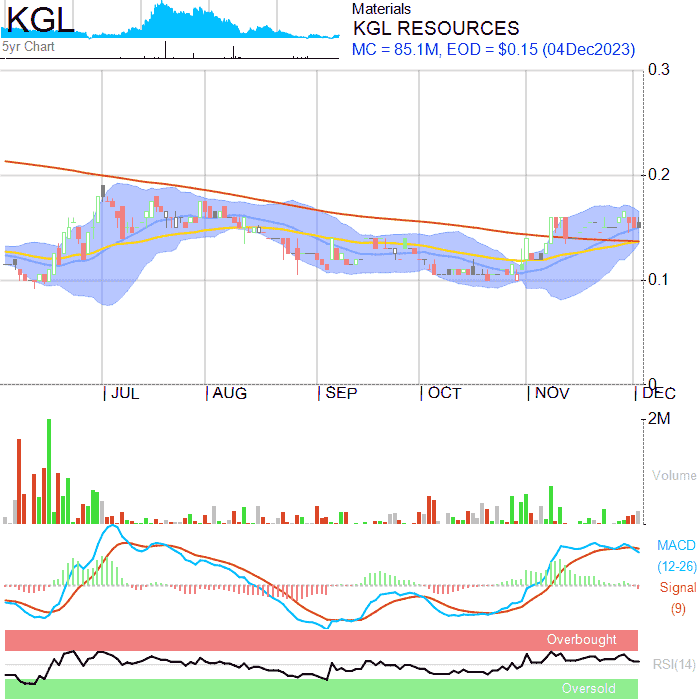 KGL
5yr Chart
Materials
KGL RESOURCES
MC = 85.1M, EOD = $0.15 (04Dec2023)
0.3
0.2
0.1
0
JUL AUG SEP OCT NOV DEC
2M
Volume
MACD
(12-26)
Signal
(9)
Overbought
RSI(14)
Oversold